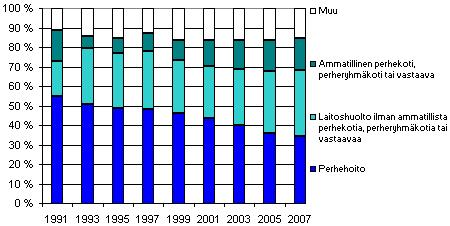 100 %
90 %
80 %
70 %
60 %
50 %
40 %
30 %
20 %
10 %
0 %
1991 1993 1995 1997 1999 2001 2003 2005 2007
Muu
Ammatillinen perhekoti,
perheryhmäkoti tai vastaava
Laitoshuolto ilman ammatillista
perhekotia, perheryhmäkotia tai
vastaavaa
Perhehoito